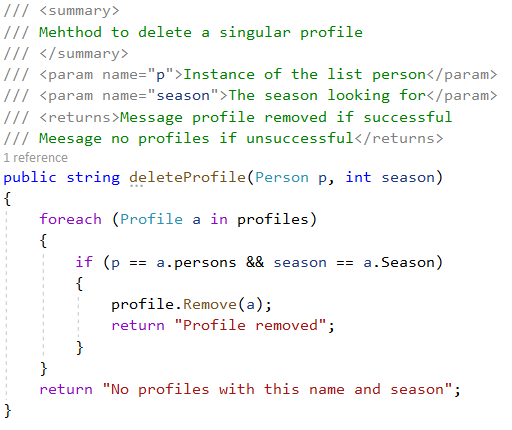 /// <summary>
/// Mehthod to delete a singular profile
/// </summary>
/// <param name="p">Instance of the list person</param>
/// <param name="season">The season looking for</param>
/// <returns>Message profile removed if successful
/// Meesage no profiles if unsuccessful</returns>
1 reference
public string deleteProfile(Person p, int season)
{
    foreach (Profile a in profiles)
    {
        if (p == a.persons && season == a.Season)
        {
            profile.Remove(a);
            return "Profile removed";
        }
    }
    return "No profiles with this name and season";
}